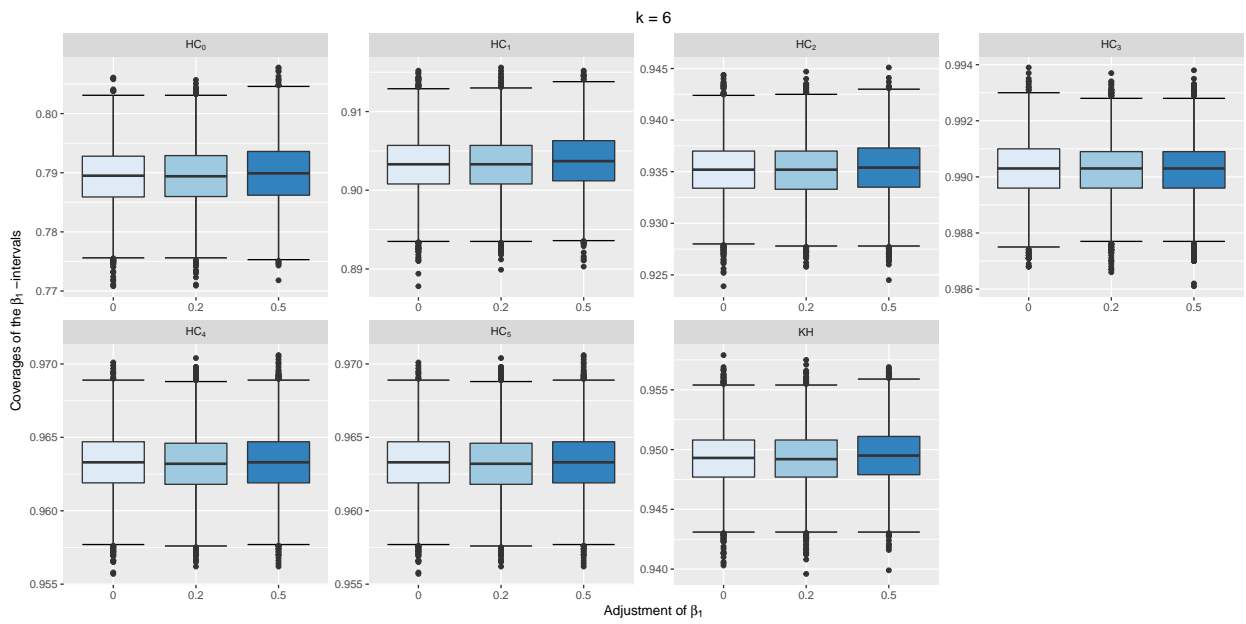 k = 6
HC₀ HC₁ HC₂ HC₃
0.80 0.79 0.78 0.77
0.91 0.90 0.89
0.945 0.940 0.935 0.930 0.925
0.994 0.992 0.990 0.988 0.986
0 0.2 0.5 0 0.2 0.5 0 0.2 0.5 0 0.2 0.5
Coverages of the β₁ −intervals
HC₄ HC₅ KH
0.970 0.965 0.960 0.955
0.970 0.965 0.960 0.955
0.955 0.950 0.945 0.940
0 0.2 0.5 0 0.2 0.5 0 0.2 0.5
Adjustment of β₁